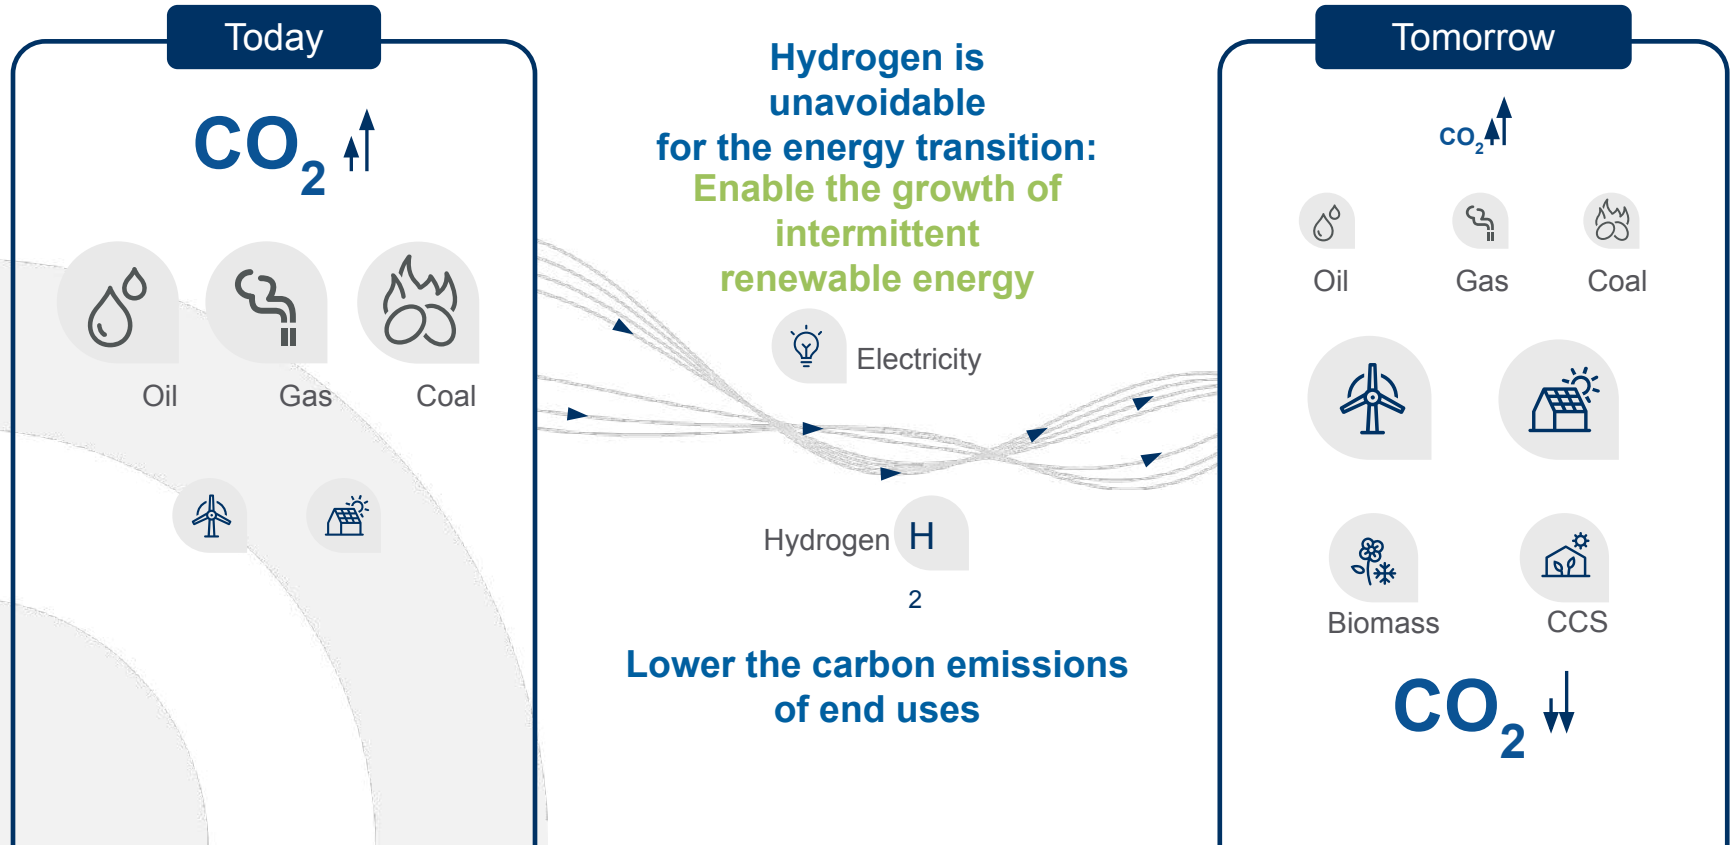 Today
CO2
Oil
Gas
Coal
Hydrogen is
unavoidable
for the energy transition:
Enable the growth of
intermittent
renewable energy
Electricity
Hydrogen H
2
Lower the carbon emissions
of end uses
Tomorrow
CO2
Oil
Gas
Coal
Biomass
CCS
CO2